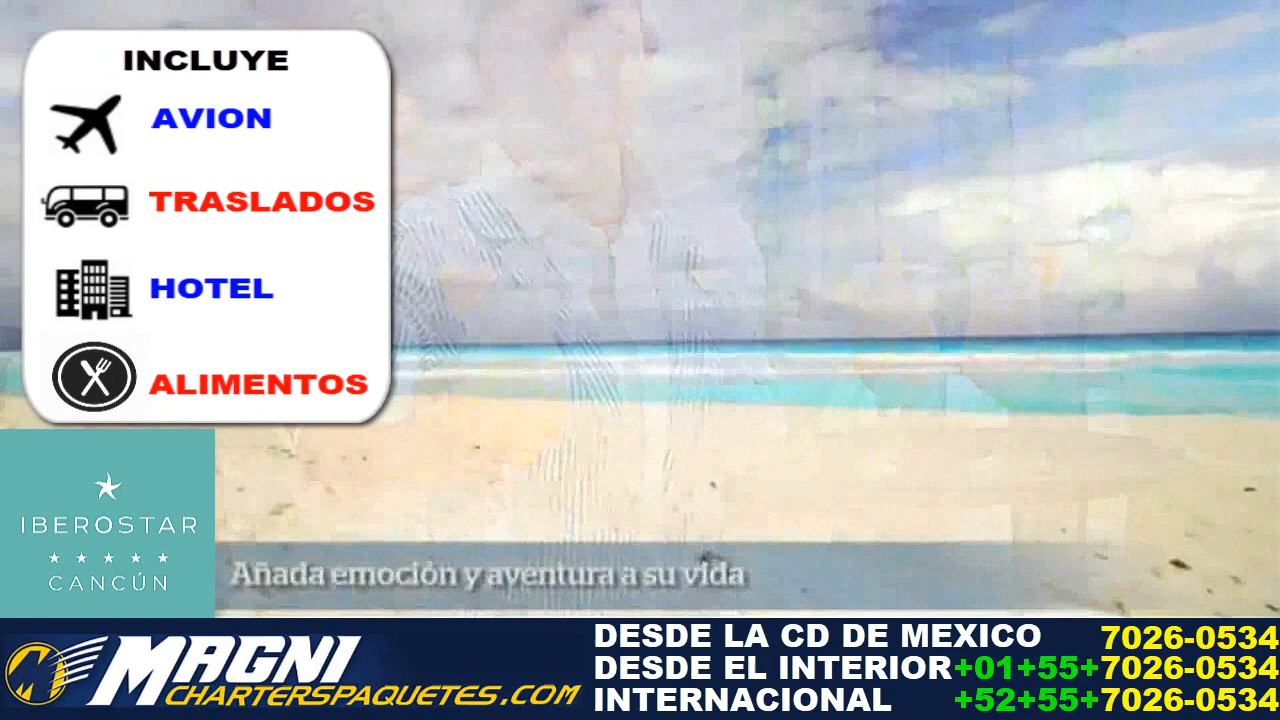 INCLUYE
AVION
TRASLADOS
HOTEL
ALIMENTOS
IBEROSTAR
CANCÚN
Añada emoción y aventura a su vida
MAGNI
CHARTERSPAQUETES.COM
DESDE LA CD DE MEXICO 7026-0534
DESDE EL INTERIOR +01+55+7026-0534
INTERNACIONAL +52+55+7026-0534